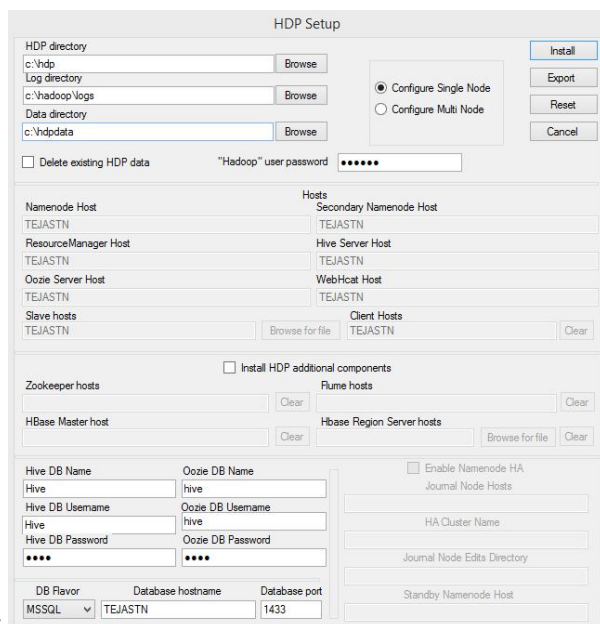 HDP Setup
HDP directory
c:\hdp Browse
Log directory
c:\hadoop\logs Browse
Data directory
c:\hdpdata Browse
Configure Single Node
Configure Multi Node
Install
Export
Reset
Cancel
Delete existing HDP data "Hadoop" user password ●●●●●●
Hosts
Namenode Host Secondary Namenode Host
TEJASTN TEJASTN
ResourceManager Host Hive Server Host
TEJASTN TEJASTN
Oozie Server Host WebHcat Host
TEJASTN TEJASTN
Slave hosts Client Hosts
TEJASTN Browse for file TEJASTN Clear
Install HDP additional components
Zookeeper hosts Flume hosts
Clear Clear
HBase Master host Hbase Region Server hosts
Clear Browse for file Clear
Hive DB Name Oozie DB Name
Hive hive
Hive DB Username Oozie DB Username
Hive hive
Hive DB Password Oozie DB Password
●●●● ●●●●
DB Flavor Database hostname Database port
MSSQL TEJASTN 1433
Enable Namenode HA
Journal Node Hosts
HA Cluster Name
Journal Node Edits Directory
Standby Namenode Host